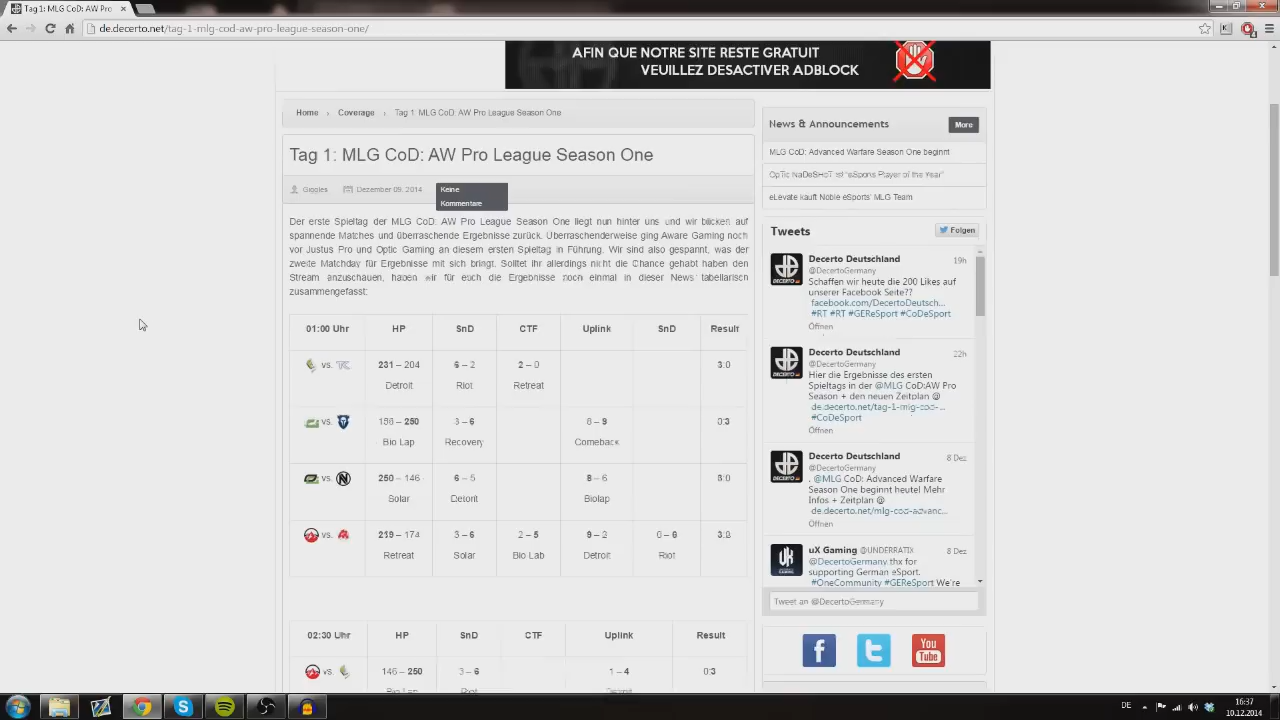 Tag 1: MLG CoD: AW Pro
de.decerto.net/tag-1-mlg-cod-aw-pro-league-season-one/
AFIN QUE NOTRE SITE RESTE GRATUIT
VEUILLEZ DESACTIVER ADBLOCK
Home › Coverage › Tag 1: MLG CoD: AW Pro League Season One
Tag 1: MLG CoD: AW Pro League Season One
Giggles Dezember 09, 2014 Keine
Kommentare
Der erste Spieltag der MLG CoD: AW Pro League Season One liegt nun hinter uns und wir blicken auf
spannende Matches und überraschende Ergebnisse zurück. Überraschenderweise ging Aware Gaming noch
vor Justus Pro und Optic Gaming an diesem ersten Spieltag in Führung. Wir sind also gespannt, was der
zweite Matchday für Ergebnisse mit sich bringt. Solltet ihr allerdings nicht die Chance gehabt haben den
Stream anzuschauen, haben wir für euch die Ergebnisse noch einmal in dieser News tabellarisch
zusammengefasst:
01:00 Uhr HP SnD CTF Uplink SnD Result
vs. 231 – 204 6 – 2 2 – 0 3:0
Detroit Riot Retreat
vs. – 250 3 – 6 8 – 9 0:3
Bio Lap Recovery Comeback
vs. 250 – 146 6 – 5 8 – 6 3:0
Solar Detorit Biolap
vs. 219 – 174 3 – 6 2 – 5 9 – 2 0 – 6
Retreat Solar Bio Lab Detroit Riot
02:30 Uhr HP SnD CTF Uplink Result
vs. 146 – 250 3 – 6 1 – 4 0:3
Bio Lap Riot Detroit
News & Announcements More
MLG CoD: Advanced Warfare Season One beginnt
OpTic NaDeSHoT ist "eSports Player of the Year"
eLevate kauft Noble eSports' MLG Team
Tweets Folgen
Decerto Deutschland 19h
@DecertoGermany
Schaffen wir heute die 200 Likes auf
unserer Facebook Seite??
facebook.com/DecertoDeutsch...
#RT #RT #GEReSport #CoDeSport
Öffnen
Decerto Deutschland 22h
@DecertoGermany
Hier die Ergebnisse des ersten
Spieltags in der @MLG CoD:AW Pro
Season + den neuen Zeitplan @
de.decerto.net/tag-1-mlg-cod-...
#CoDeSport
Öffnen
Decerto Deutschland 8 Dez
@DecertoGermany
. @MLG CoD: Advanced Warfare
Season One beginnt heute! Mehr
Infos + Zeitplan @
de.decerto.net/mlg-cod-advanc...
Öffnen
uX Gaming @UNDERRATIX 8 Dez
@DecertoGermany thx for
supporting German eSport.
#OneCommunity #GEReSport We're
Tweet an @DecertoGermany
You
Tube
DE 16:37
10.12.2014